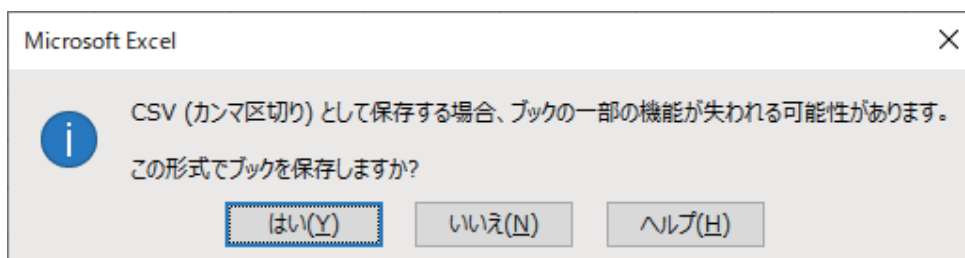 Microsoft Excel
CSV (カンマ区切り) として保存する場合、ブックの一部の機能が失われる可能性があります。
この形式でブックを保存しますか?
はい(Y) いいえ(N) ヘルプ(H)